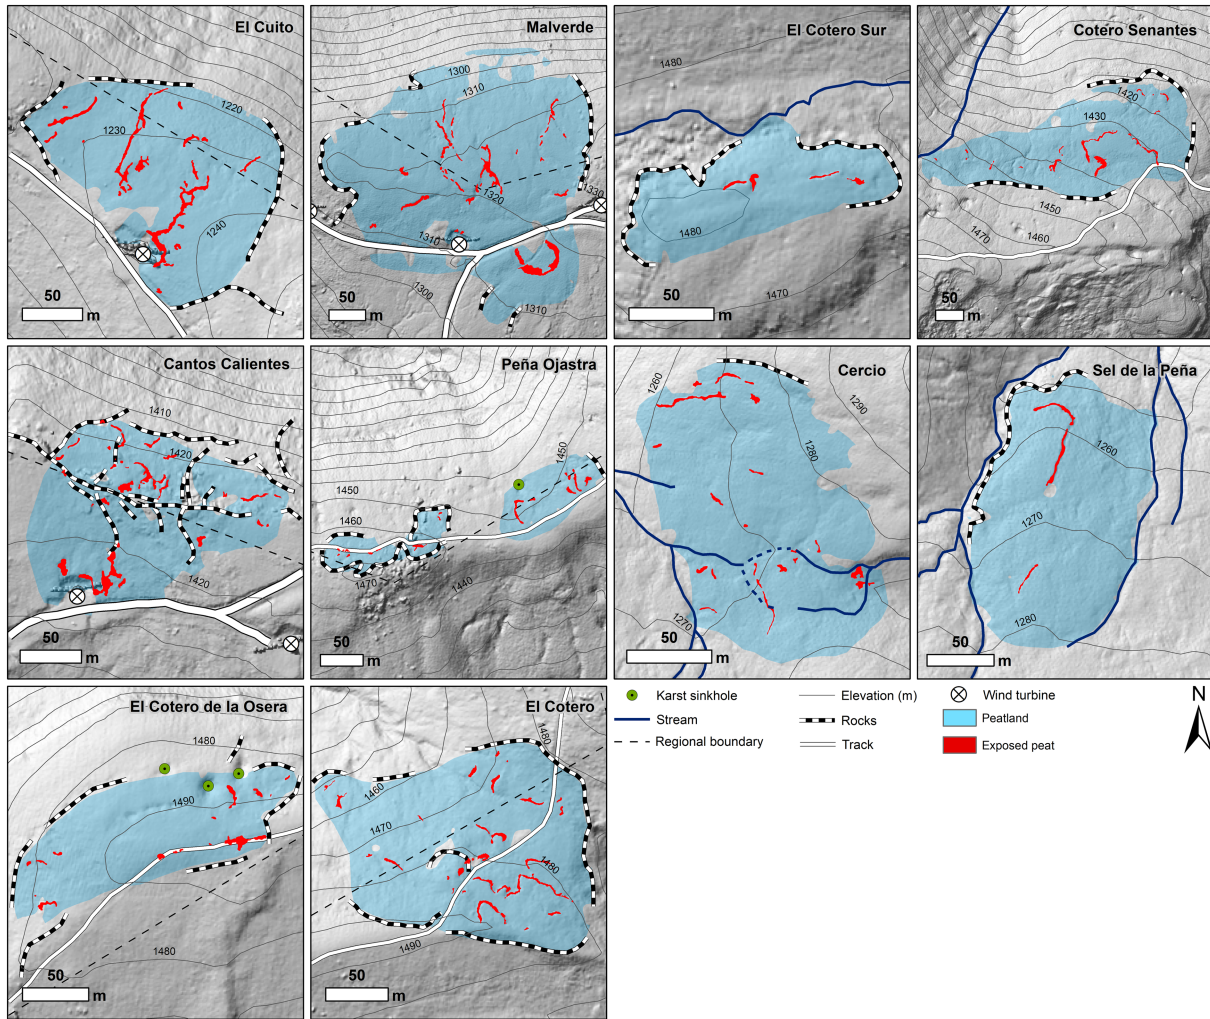 El Cuito
1220
1230
1240
50
m
Malverde
1300
1310
1320
1330
1310
1300
1310
50
m
El Cotero Sur
1480
1480
1470
50
m
Cotero Senantes
1420
1430
1450
1460
1470
50
m
Cantos Calientes
1410
1420
1420
50
m
Peña Ojastra
1450
1450
1460
1470
1440
50
m
Cercio
1260
1290
1280
1270
50
m
Sel de la Peña
1260
1270
1280
50
m
El Cotero de la Osera
1480
1490
1480
50
m
El Cotero
1480
1460
1470
1480
1490
50
m
Karst sinkhole
Stream
Regional boundary
Elevation (m)
Rocks
Track
Wind turbine
Peatland
Exposed peat
N